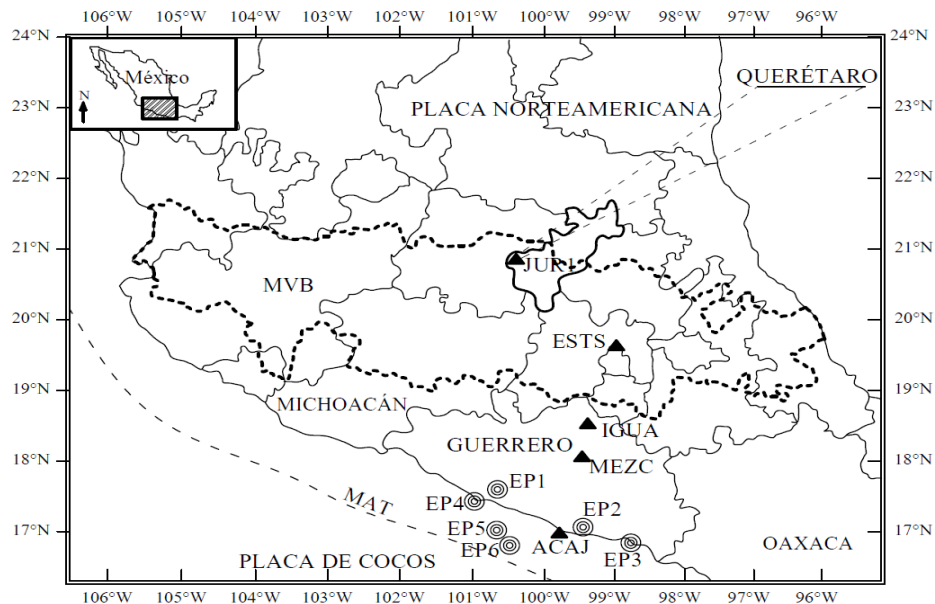 106°W 105°W 104°W 103°W 102°W 101°W 100°W 99°W 98°W 97°W 96°W
24°N 24°N
México
N
QUERÉTARO
23°N 23°N
PLACA NORTEAMERICANA
22°N 22°N
21°N 21°N
JUR1
MVB
20°N 20°N
ESTS
19°N 19°N
MICHOACÁN
IGUA
GUERRERO
18°N 18°N
MEZC
EP1
MAT
EP4
EP2
EP5
17°N 17°N
EP6
ACAJ
OAXACA
PLACA DE COCOS
EP3
106°W 105°W 104°W 103°W 102°W 101°W 100°W 99°W 98°W 97°W 96°W